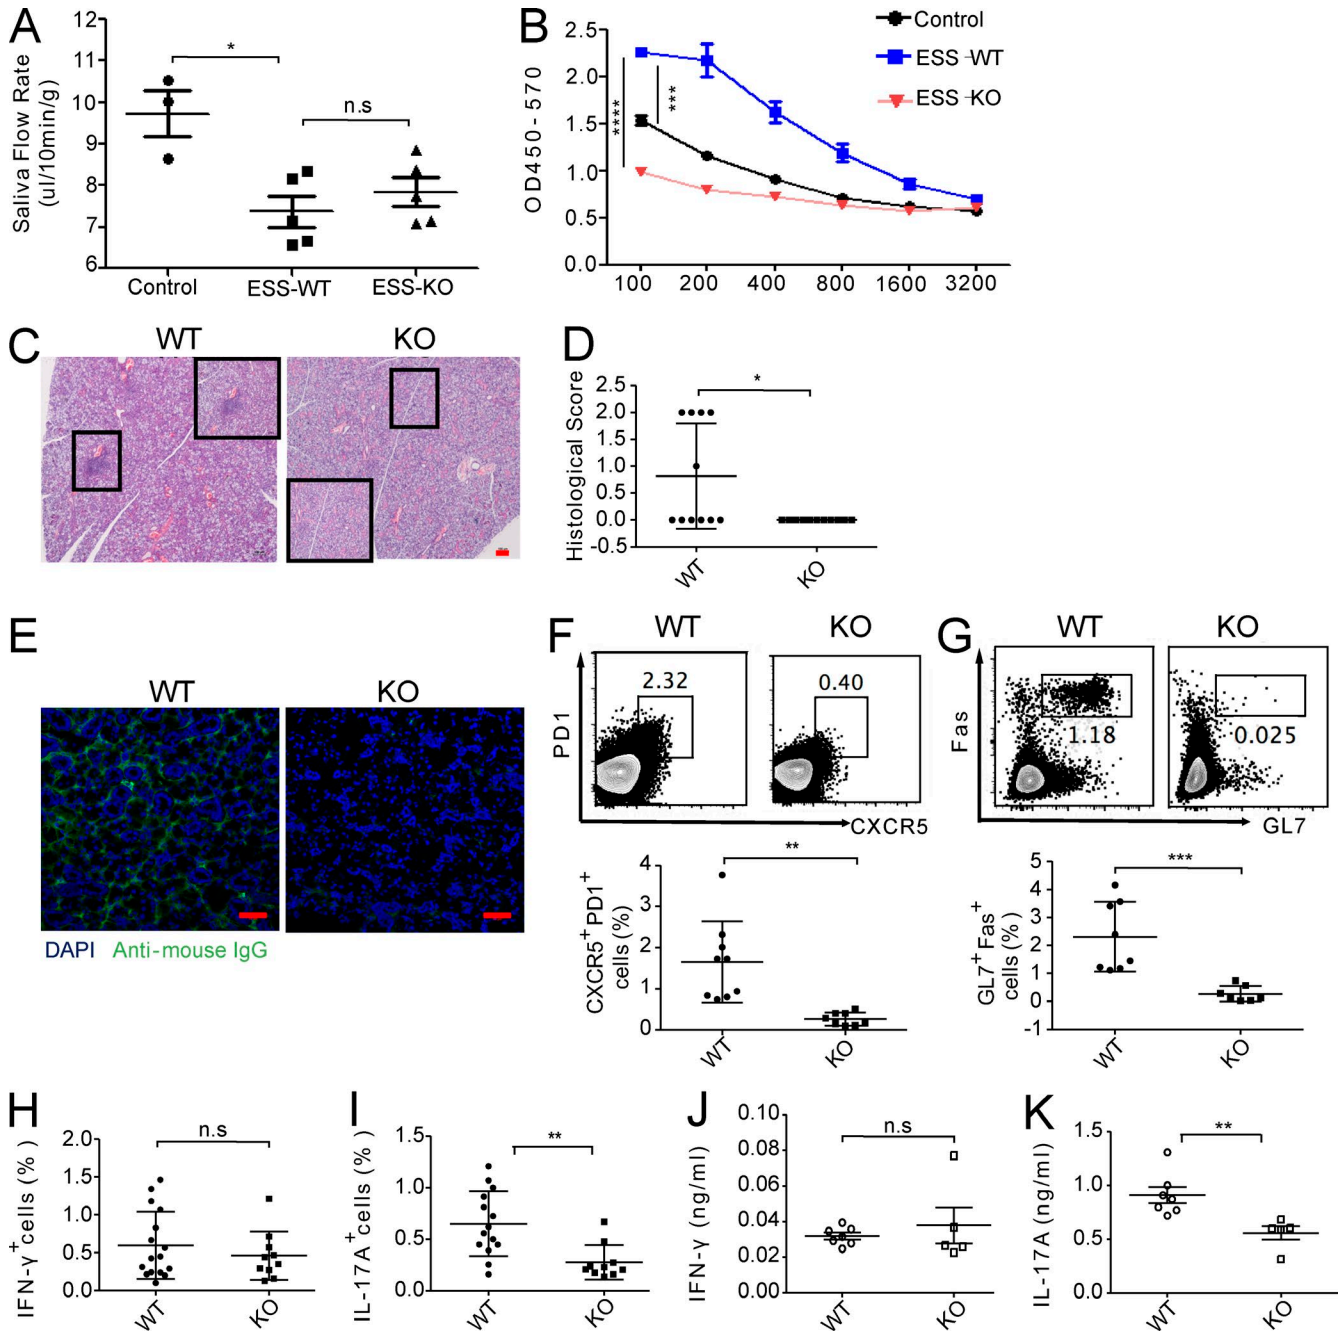 A
Saliva Flow Rate
(ul/10min/g)
12
11
10
9
8
7
6
*
n.s
Control
ESS-WT
ESS-KO
B
OD450-570
2.5
2.0
1.5
1.0
0.5
0.0
****
***
100
200
400
800
1600
3200
Control
ESS-WT
ESS-KO
C
WT
KO
D
Histological Score
2.5
2.0
1.5
1.0
0.5
0.0
-0.5
*
WT
KO
E
WT
KO
DAPI Anti-mouse IgG
F
WT
KO
PD1
2.32
0.40
CXCR5
CXCR5+PD1+
cells (%)
4
3
2
1
0
**
WT
KO
G
WT
KO
Fas
1.18
0.025
GL7
GL7+Fas+
cells (%)
5
4
3
2
1
0
-1
***
WT
KO
H
IFN-γ+cells (%)
2.0
1.5
1.0
0.5
0.0
n.s
WT
KO
I
IL-17A+cells (%)
1.5
1.0
0.5
0.0
**
WT
KO
J
IFN-γ (ng/ml)
0.10
0.08
0.06
0.04
0.02
0.00
n.s
WT
KO
K
IL-17A (ng/ml)
1.5
1.0
0.5
0.0
**
WT
KO